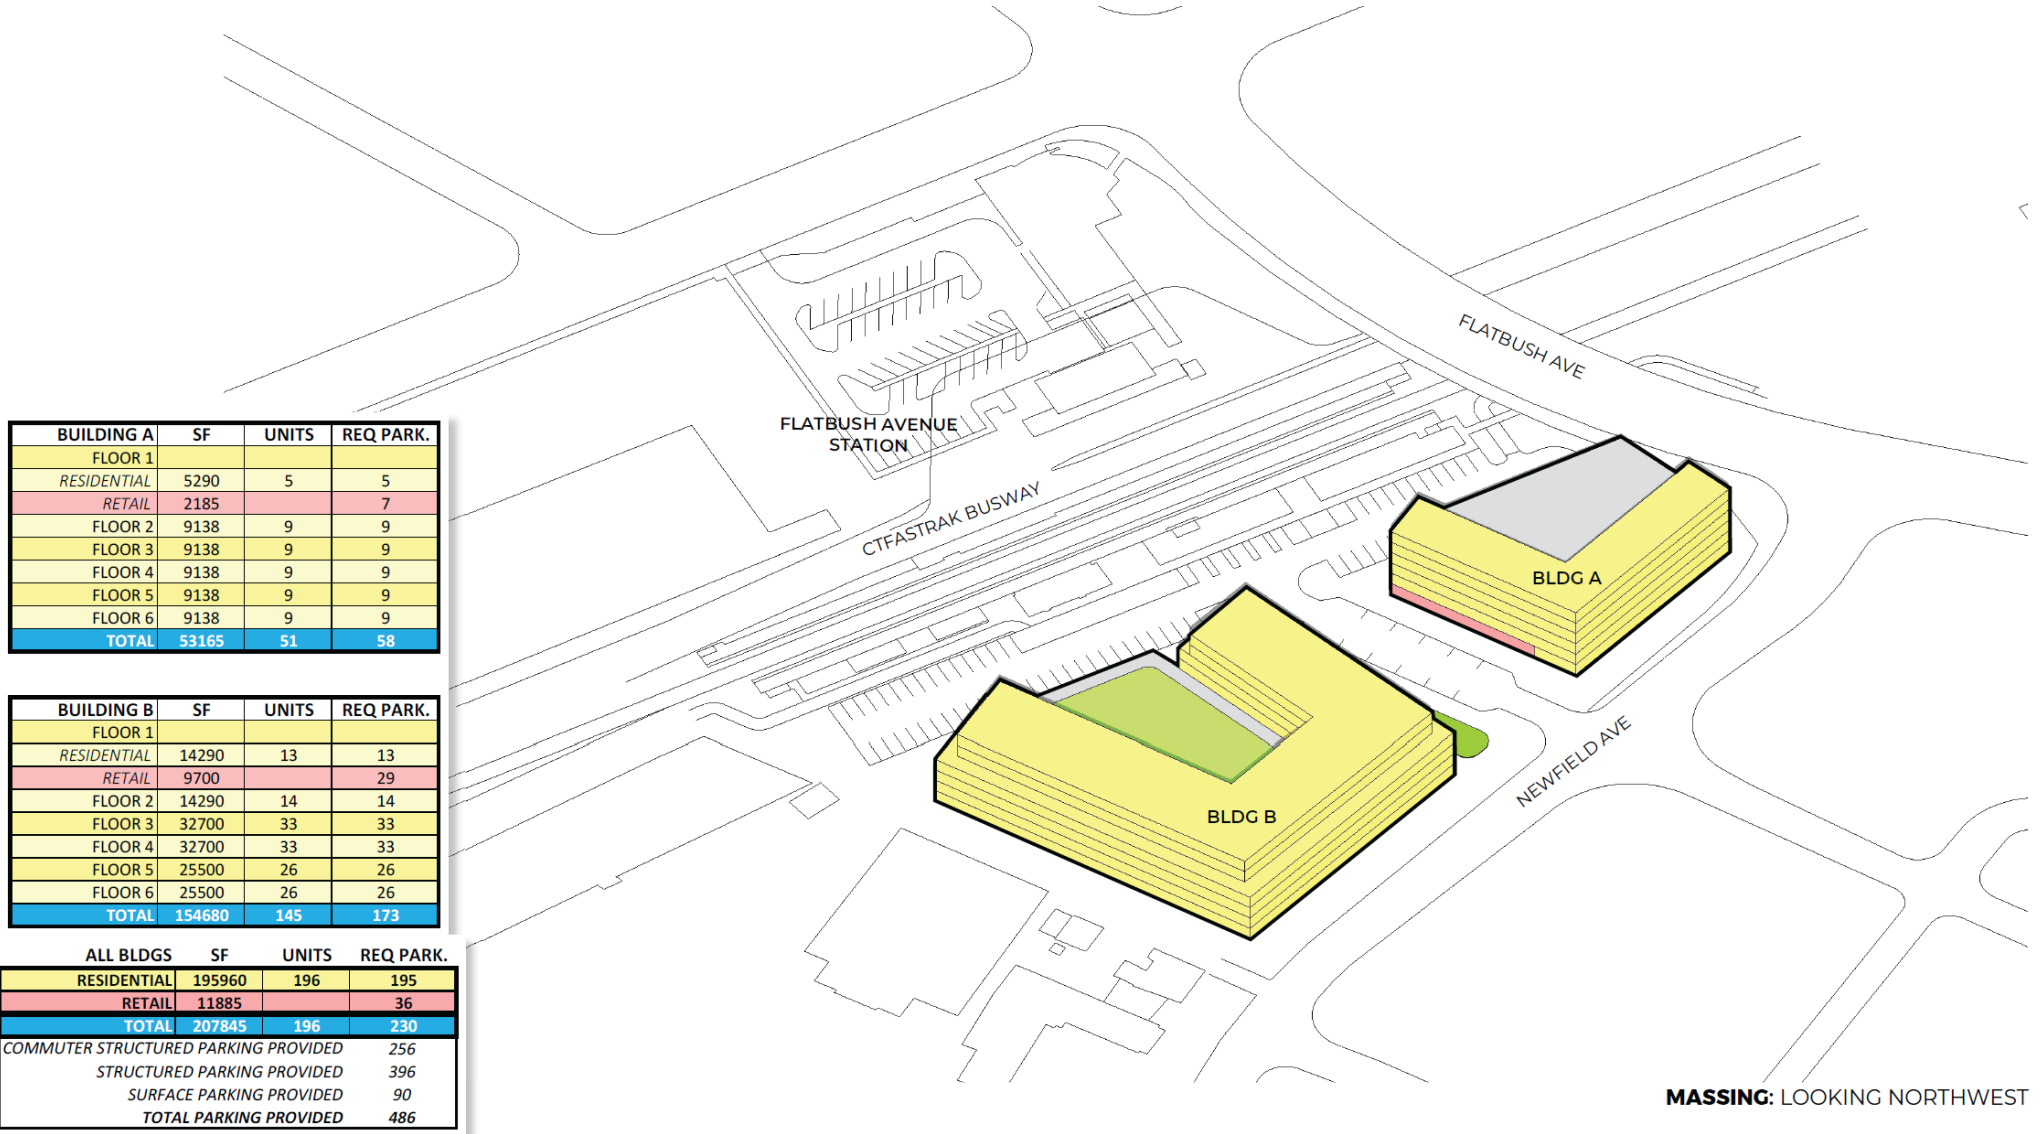 FLATBUSH AVE
FLATBUSH AVENUE
STATION
CTFASTRAK BUSWAY
BLDG A
BLDG B
NEWFIELD AVE
BUILDING A SF UNITS REQ PARK.
FLOOR 1
RESIDENTIAL 5290 5 5
RETAIL 2185 7
FLOOR 2 9138 9 9
FLOOR 3 9138 9 9
FLOOR 4 9138 9 9
FLOOR 5 9138 9 9
FLOOR 6 9138 9 9
TOTAL 53165 51 58
BUILDING B SF UNITS REQ PARK.
FLOOR 1
RESIDENTIAL 14290 13 13
RETAIL 9700 29
FLOOR 2 14290 14 14
FLOOR 3 32700 33 33
FLOOR 4 32700 33 33
FLOOR 5 25500 26 26
FLOOR 6 25500 26 26
TOTAL 154680 145 173
ALL BLDGS SF UNITS REQ PARK.
RESIDENTIAL 195960 196 195
RETAIL 11885 36
TOTAL 207845 196 230
COMMUTER STRUCTURED PARKING PROVIDED 256
STRUCTURED PARKING PROVIDED 396
SURFACE PARKING PROVIDED 90
TOTAL PARKING PROVIDED 486
MASSING: LOOKING NORTHWEST